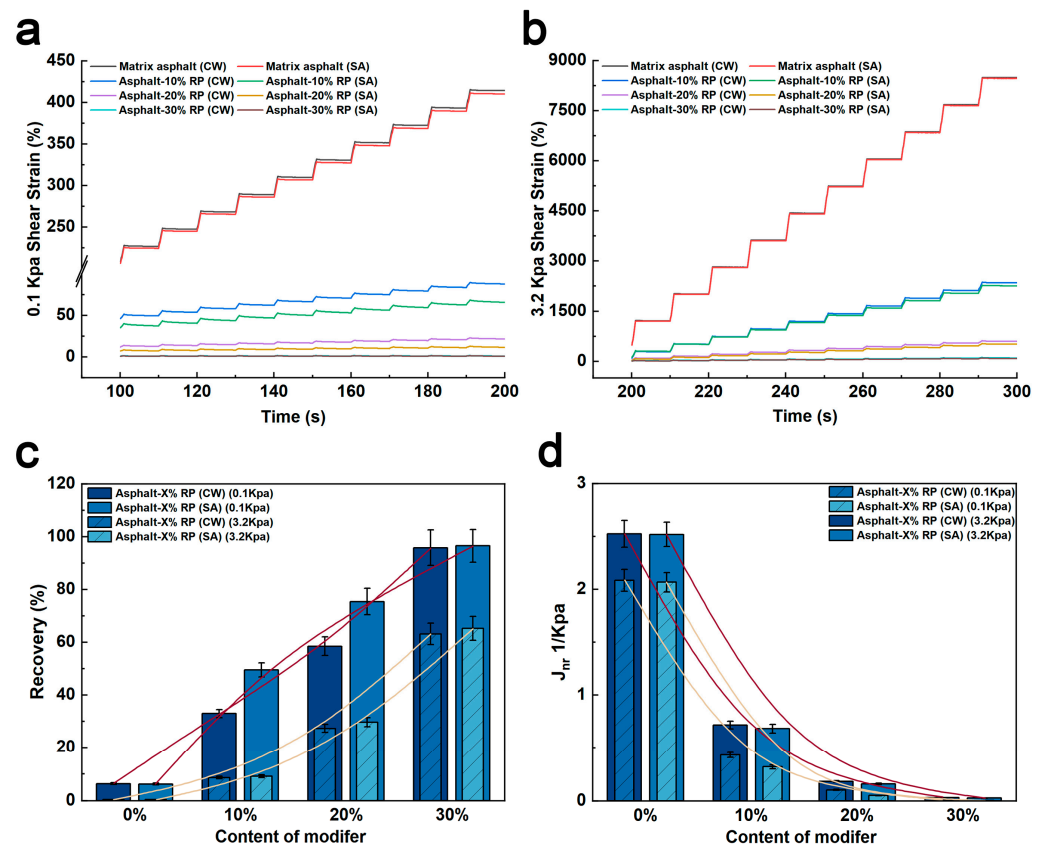 a
450
400
350
300
250
50
0
0.1 Kpa Shear Strain (%)
Matrix asphalt (CW) Matrix asphalt (SA)
Asphalt-10% RP (CW) Asphalt-10% RP (SA)
Asphalt-20% RP (CW) Asphalt-20% RP (SA)
Asphalt-30% RP (CW) Asphalt-30% RP (SA)
100 120 140 160 180 200
Time (s)
b
9000
7500
6000
4500
3000
1500
0
3.2 Kpa Shear Strain (%)
Matrix asphalt (CW) Matrix asphalt (SA)
Asphalt-10% RP (CW) Asphalt-10% RP (SA)
Asphalt-20% RP (CW) Asphalt-20% RP (SA)
Asphalt-30% RP (CW) Asphalt-30% RP (SA)
200 220 240 260 280 300
Time (s)
c
120
100
80
60
40
20
0
Recovery (%)
Asphalt-X% RP (CW) (0.1Kpa)
Asphalt-X% RP (SA) (0.1Kpa)
Asphalt-X% RP (CW) (3.2Kpa)
Asphalt-X% RP (SA) (3.2Kpa)
0% 10% 20% 30%
Content of modifer
d
3
2
1
0
Jnr 1/Kpa
Asphalt-X% RP (CW) (0.1Kpa)
Asphalt-X% RP (SA) (0.1Kpa)
Asphalt-X% RP (CW) (3.2Kpa)
Asphalt-X% RP (SA) (3.2Kpa)
0% 10% 20% 30%
Content of modifer